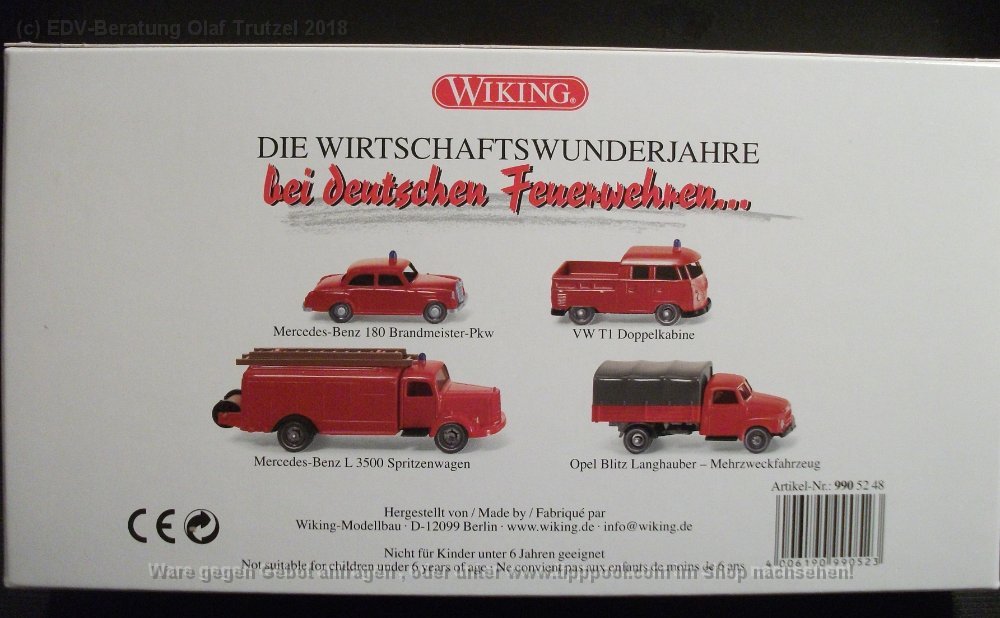 (c) EDV-Beratung Olaf Trutzel 2018
WIKING®
DIE WIRTSCHAFTSWUNDERJAHRE
bei deutschen Feuerwehren...
Mercedes-Benz 180 Brandmeister-Pkw
VW T1 Doppelkabine
Mercedes-Benz L 3500 Spritzenwagen
Opel Blitz Langhauber – Mehrzweckfahrzeug
Artikel-Nr.: 990 52 48
CE
Hergestellt von / Made by / Fabriqué par
Wiking-Modellbau · D-12099 Berlin · www.wiking.de · info@wiking.de
Nicht für Kinder unter 6 Jahren geeignet
Not suitable for children under 6 years of age · Ne convient pas aux enfants de moins de 6 ans
4 006190 990523
Ware gegen Gebot anfragen, oder unter im Shop nachsehen!